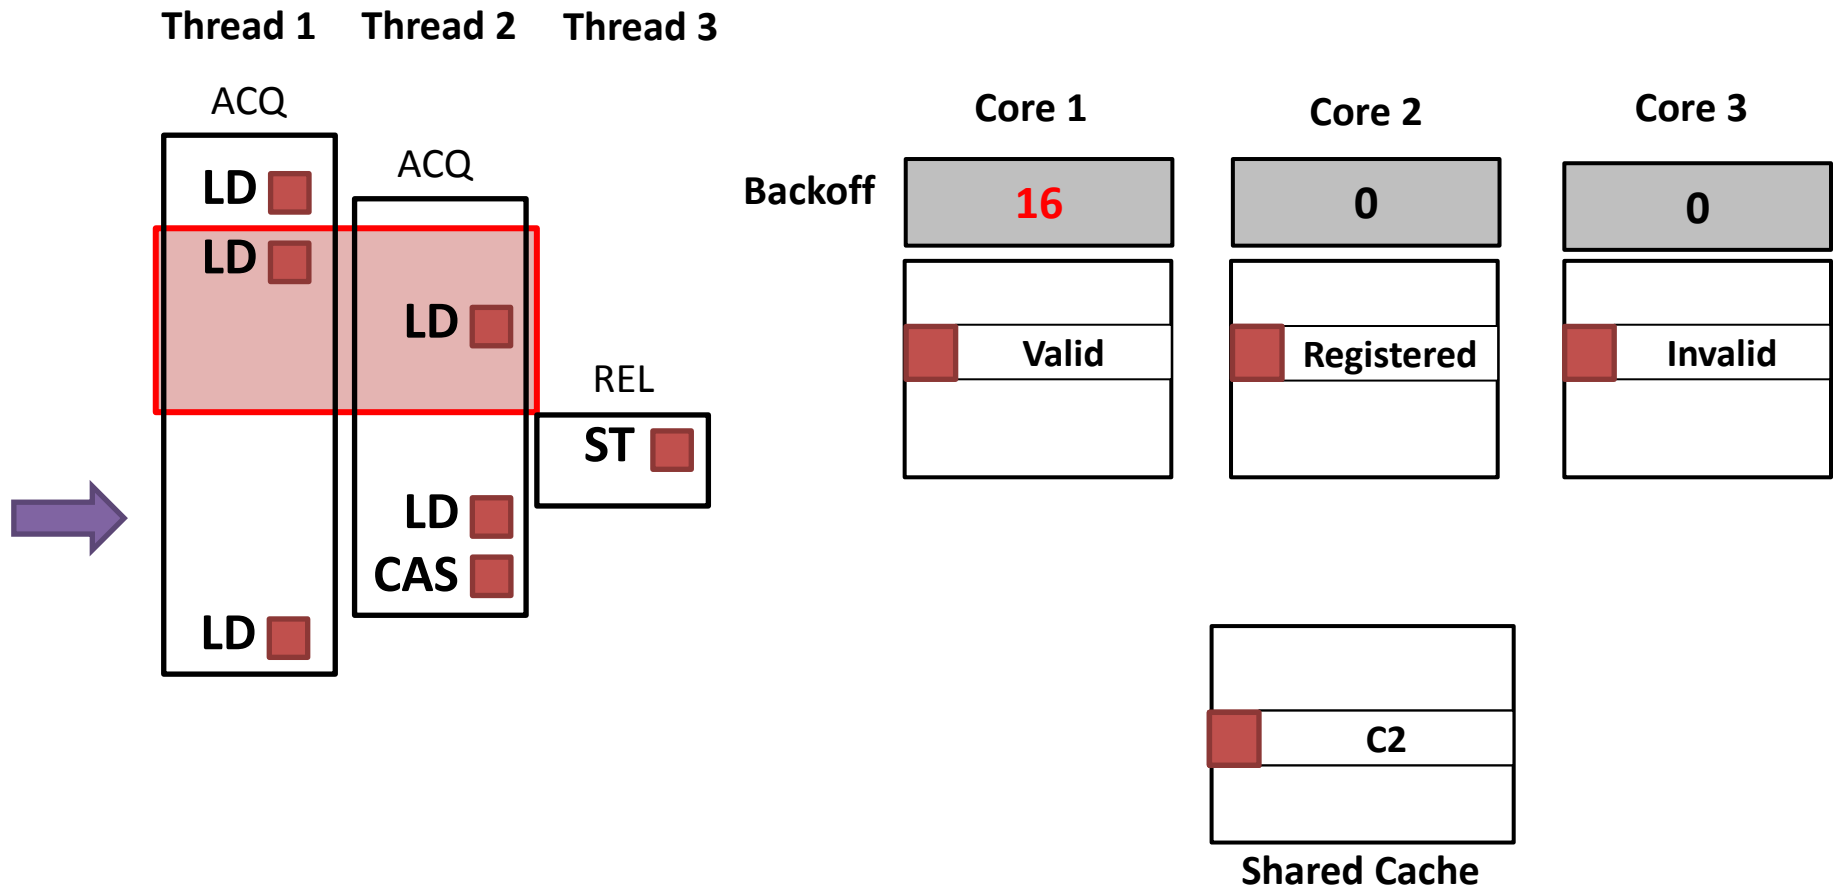 Thread 1 Thread 2 Thread 3
ACQ
LD
LD
LD
ACQ
LD
LD
CAS
REL
ST
Core 1 Core 2 Core 3
Backoff 16 0 0
Valid Registered Invalid
C2
Shared Cache